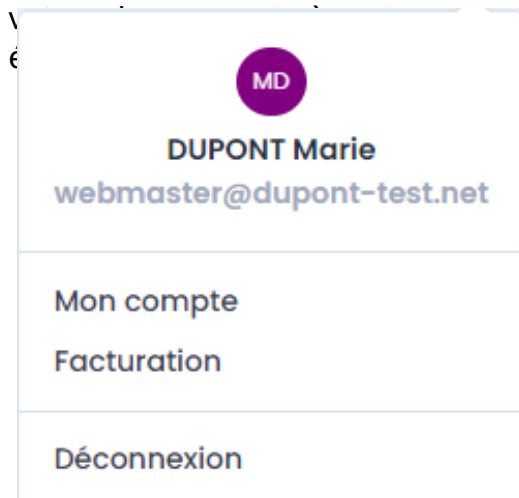 MD
DUPONT Marie
webmaster@dupont-test.net
Mon compte
Facturation
Déconnexion